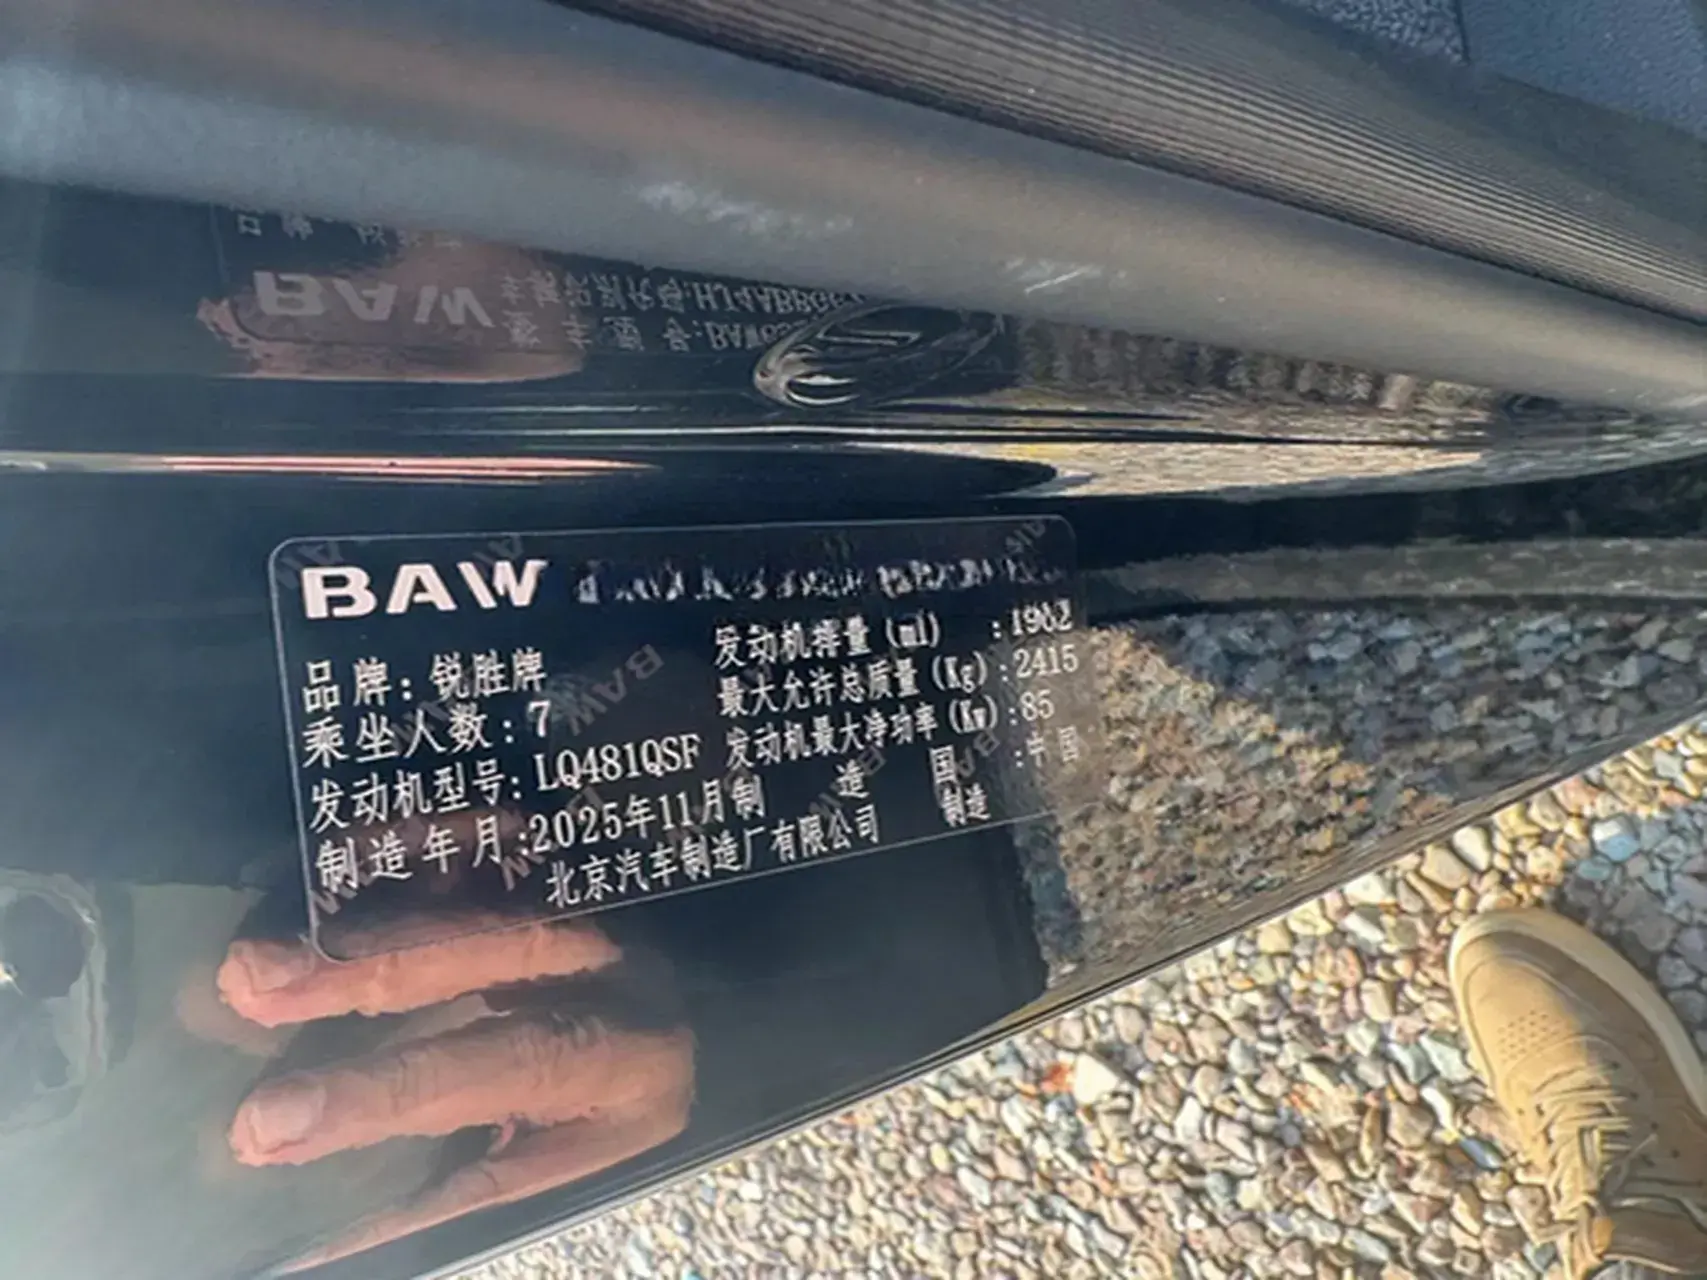 BAW
品牌：锐胜牌
乘坐人数：7
发动机型号：LQ481QSF
制造年月：2025年11月制
发动机排量（ml）：1982
最大允许总质量（Kg）：2415
发动机最大净功率（Kw）：85
制造国：中国
北京汽车制造厂有限公司 制造